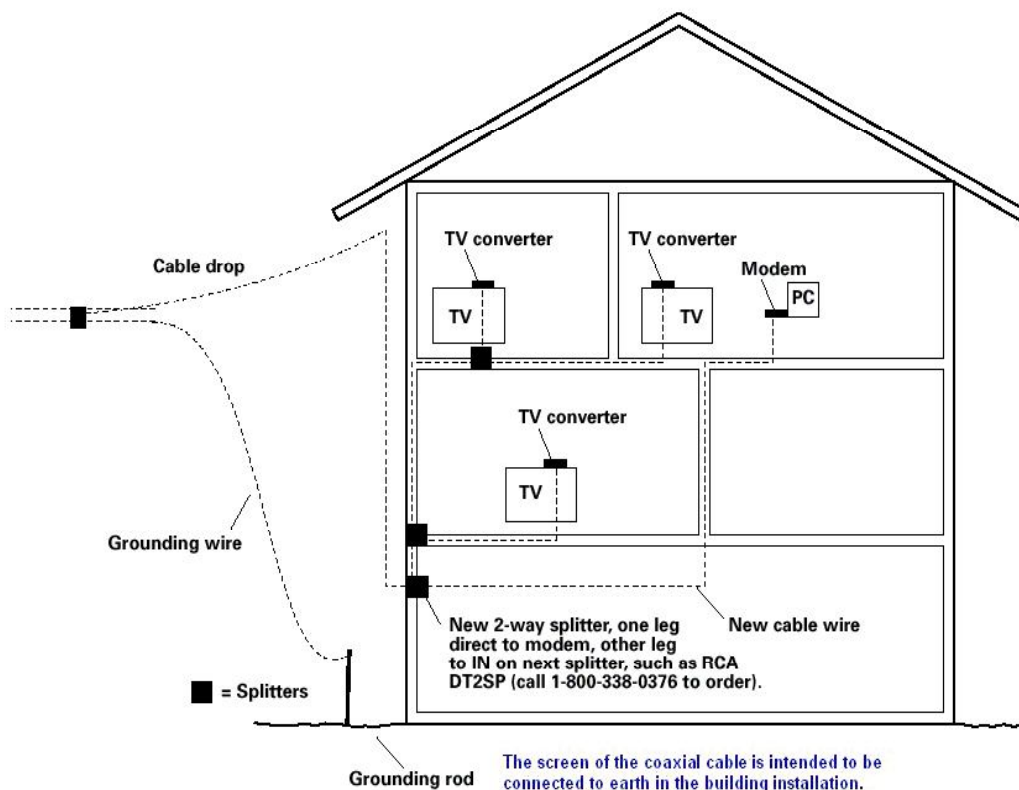 TV converter
TV converter
Modem
PC
Cable drop
TV
TV
TV converter
TV
Grounding wire
New 2-way splitter, one leg
direct to modem, other leg
to IN on next splitter, such as RCA
DT2SP (call 1-800-338-0376 to order).
New cable wire
= Splitters
Grounding rod
The screen of the coaxial cable is intended to be
connected to earth in the building installation.